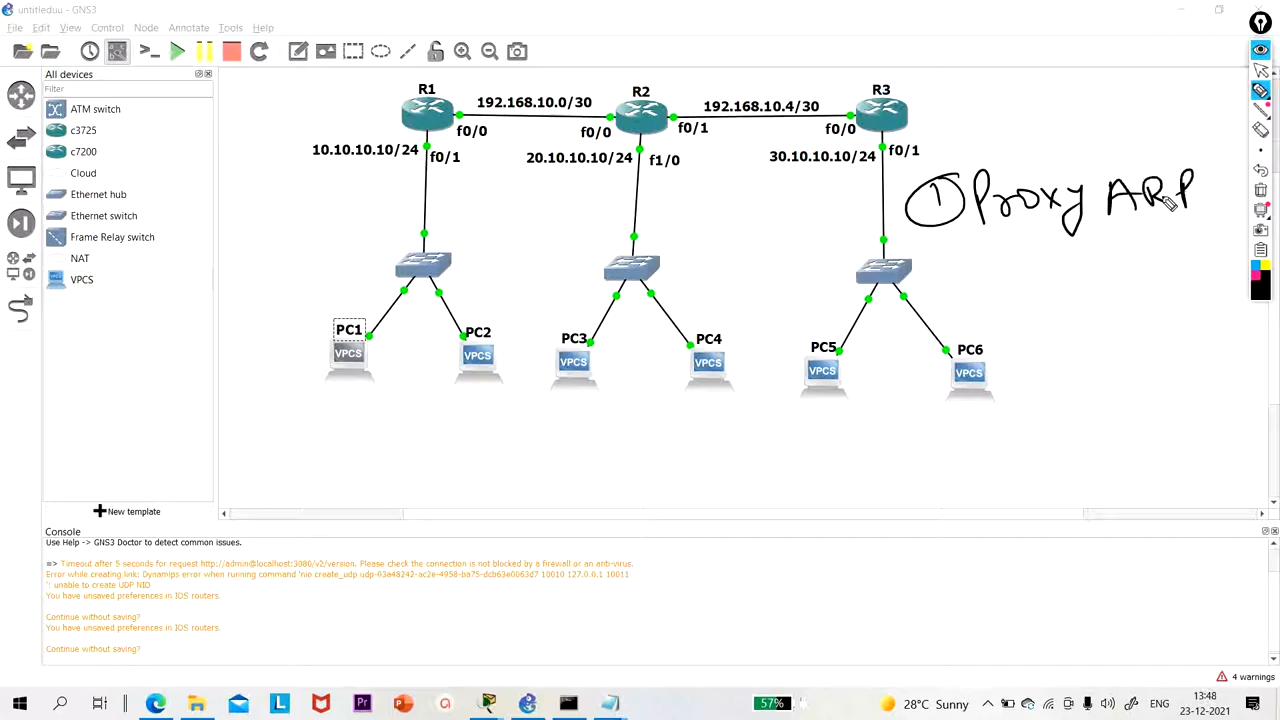 untitleduu — GNS3
File Edit View Control Node Annotate Tools Help
All devices
Filter
ATM switch
c3725
c7200
Cloud
Ethernet hub
Ethernet switch
Frame Relay switch
NAT
VPCS
New template
R1 192.168.10.0/30 R2 192.168.10.4/30 R3
f0/0 f0/0 f0/1 f0/0
10.10.10.10/24 f0/1 20.10.10.10/24 f1/0 30.10.10.10/24 f0/1
① Proxy ARP
PC1 PC2 PC3 PC4 PC5 PC6
VPCS VPCS VPCS VPCS VPCS VPCS
Console
Use Help -> GNS3 Doctor to detect common issues.
=> Timeout after 5 seconds for request http://admin@localhost:3080/v2/version. Please check the connection is not blocked by a firewall or an anti-virus.
Error while creating link: Dynamips error when running command 'nio create_udp udp-03a48242-ac2e-4958-ba75-dcb63e0063d7 10010 127.0.0.1 10011
': unable to create UDP NIO
You have unsaved preferences in IOS routers.
Continue without saving?
You have unsaved preferences in IOS routers.
Continue without saving?
4 warnings
57% 28°C Sunny ENG 13:48
23-12-2021